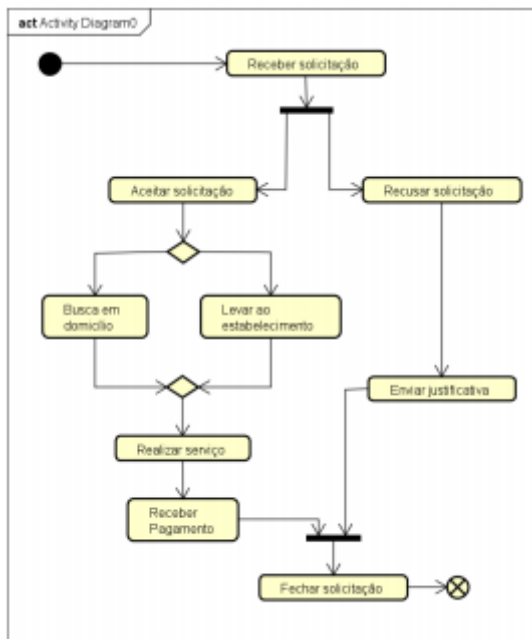 act Activity Diagram0
Receber solicitação
Aceitar solicitação
Recusar solicitação
Busca em
domicílio
Levar ao
estabelecimento
Enviar justificativa
Realizar serviço
Receber
Pagamento
Fechar solicitação